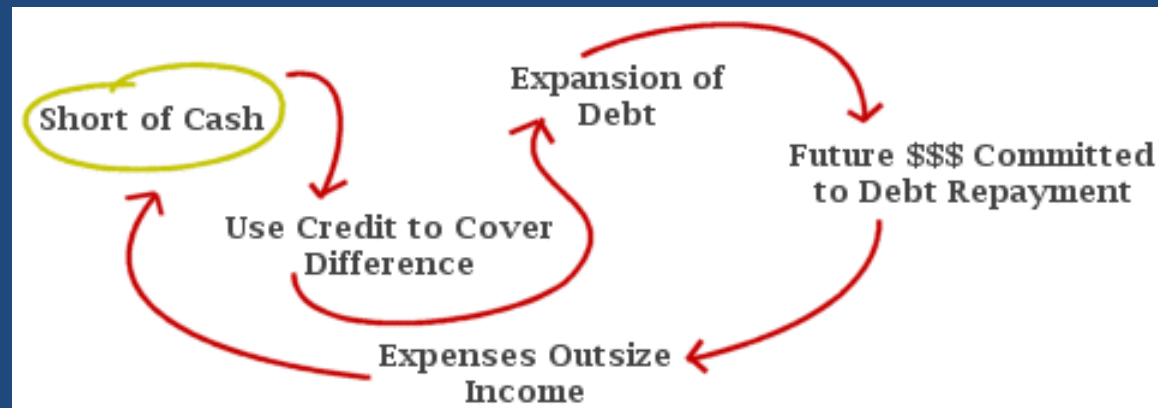 Short of Cash
Use Credit to Cover
Difference
Expansion of
Debt
Future $$$ Committed
to Debt Repayment
Expenses Outsize
Income